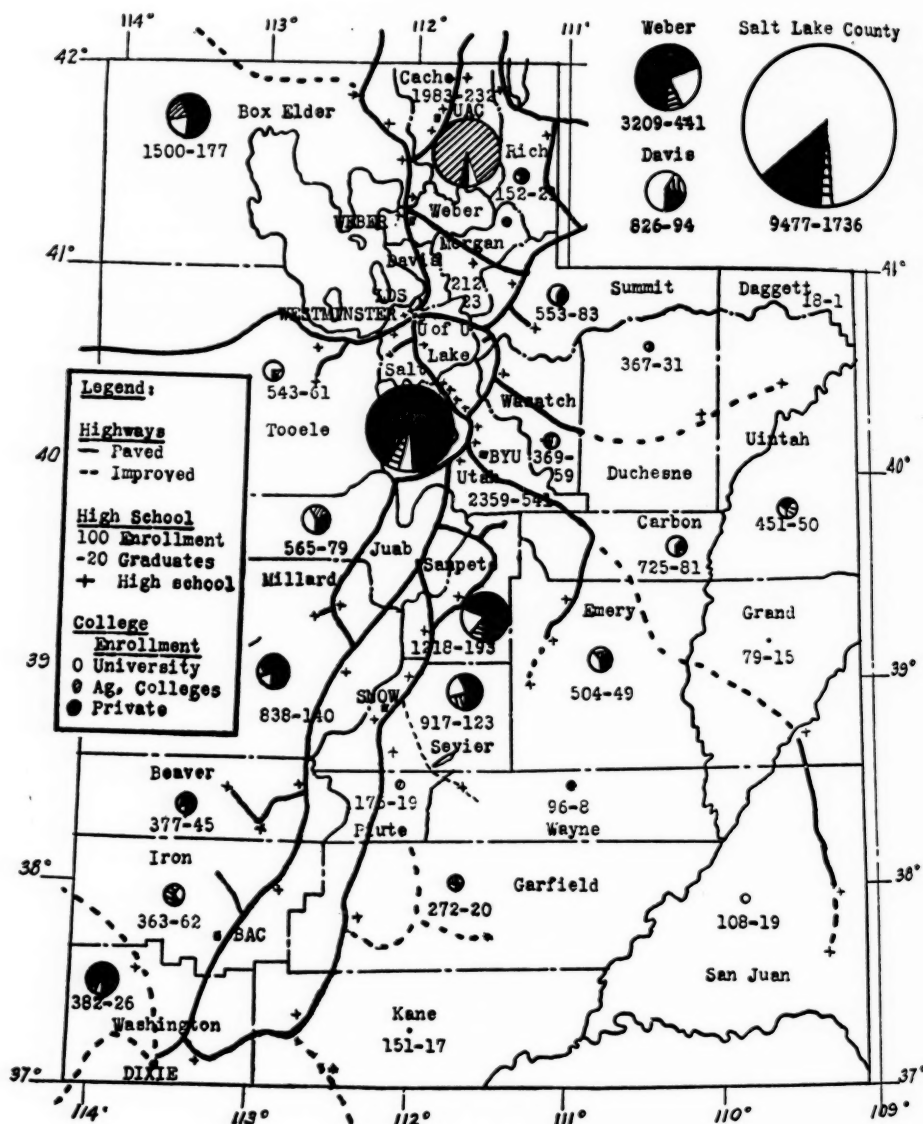 114°
113°
112°
111°
Weber
Salt Lake County
42°
3209-441
Davis
826-94
9477-1736
Cache
1983-232
UAC
Box Elder
1500-177
Rich
Weber
WEBER
Morgan
Davis
212
23
41°
41°
LDS
WESTMINSTER
U of U
Lake
Salt
553-83
Summit
Daggett
18-1
367-31
543-61
Tooele
Wasatch
Uintah
Legend:
Highways
Paved
Improved
High School
100 Enrollment
-20 Graduates
+ High school
College
Enrollment
O University
Ag. Colleges
Private
40
40°
BYU
369-
59
Utah
2359-541
Duchesne
Carbon
725-81
451-50
565-79
Juab
Millard
Sanpete
1218-193
Emery
504-49
Grand
79-15
39
39°
838-140
SNOW
917-123
Sevier
Beaver
377-45
Piute
96-8
Wayne
38°
38°
Iron
363-62
BAC
272-20
Garfield
108-19
San Juan
382-26
Washington
DIXIE
Kane
151-17
37°
37°
114°
113°
112°
111°
110°
109°